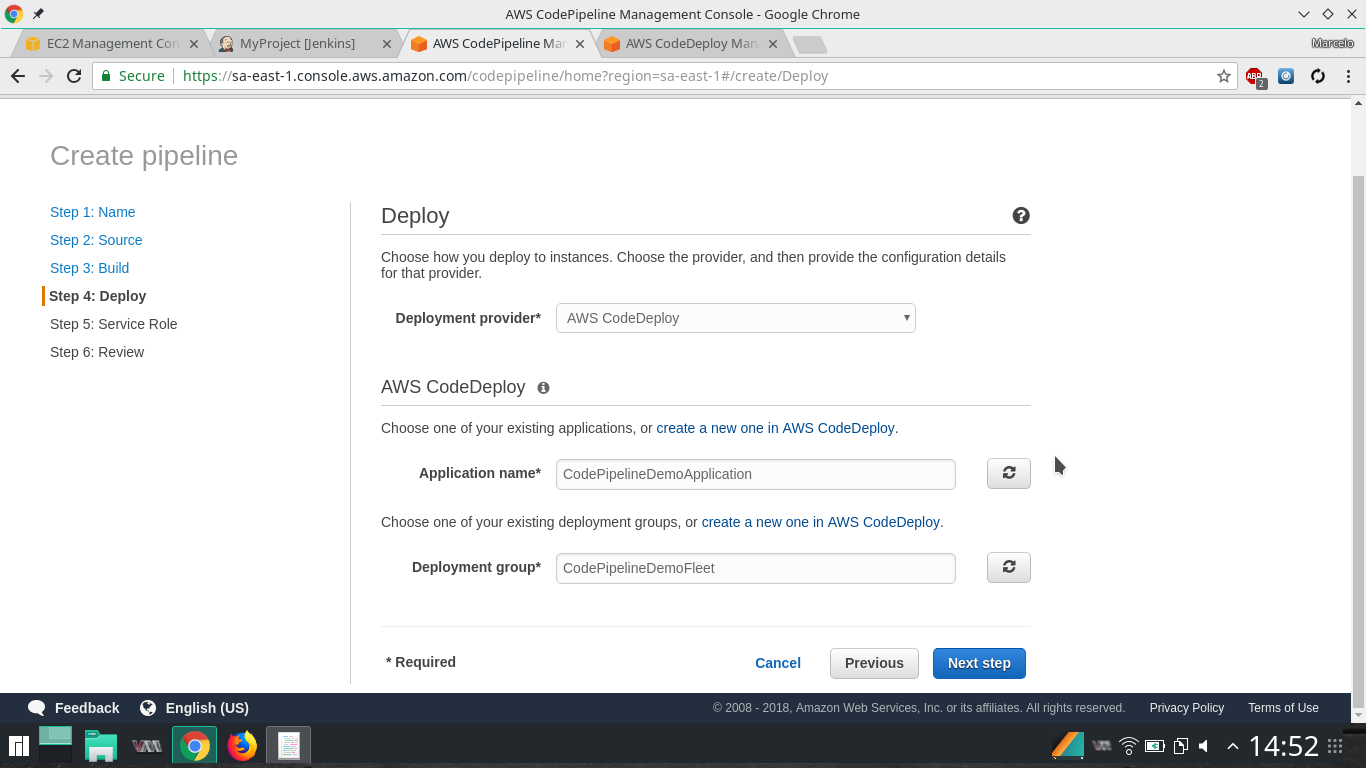 AWS CodePipeline Management Console - Google Chrome
EC2 Management Con
MyProject [Jenkins]
AWS CodePipeline Mar
AWS CodeDeploy Man
Marcelo
Secure
https://sa-east-1.console.aws.amazon.com/codepipeline/home?region=sa-east-1#/create/Deploy
ABP
2
Create pipeline
Step 1: Name
Step 2: Source
Step 3: Build
Step 4: Deploy
Step 5: Service Role
Step 6: Review
Deploy
Choose how you deploy to instances. Choose the provider, and then provide the configuration details
for that provider.
Deployment provider* AWS CodeDeploy
AWS CodeDeploy
Choose one of your existing applications, or create a new one in AWS CodeDeploy.
Application name* CodePipelineDemoApplication
Choose one of your existing deployment groups, or create a new one in AWS CodeDeploy.
Deployment group* CodePipelineDemoFleet
* Required
Cancel
Previous
Next step
Feedback
English (US)
© 2008 - 2018, Amazon Web Services, Inc. or its affiliates. All rights reserved.
Privacy Policy
Terms of Use
14:52